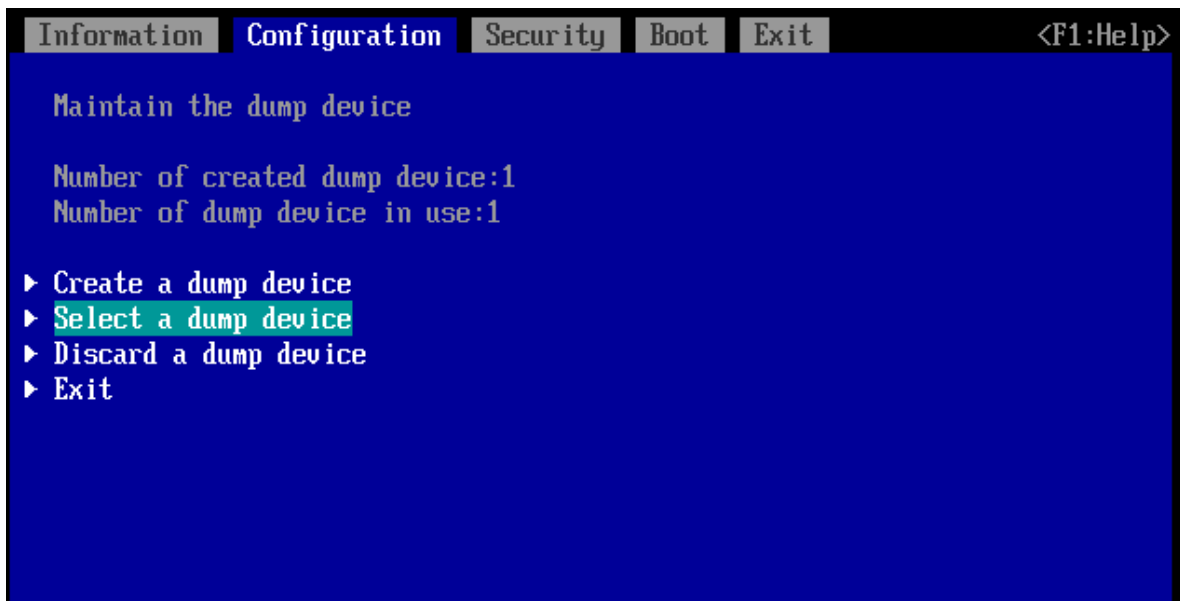 Information Configuration Security Boot Exit <F1:Help>
Maintain the dump device
Number of created dump device:1
Number of dump device in use:1
Create a dump device
Select a dump device
Discard a dump device
Exit